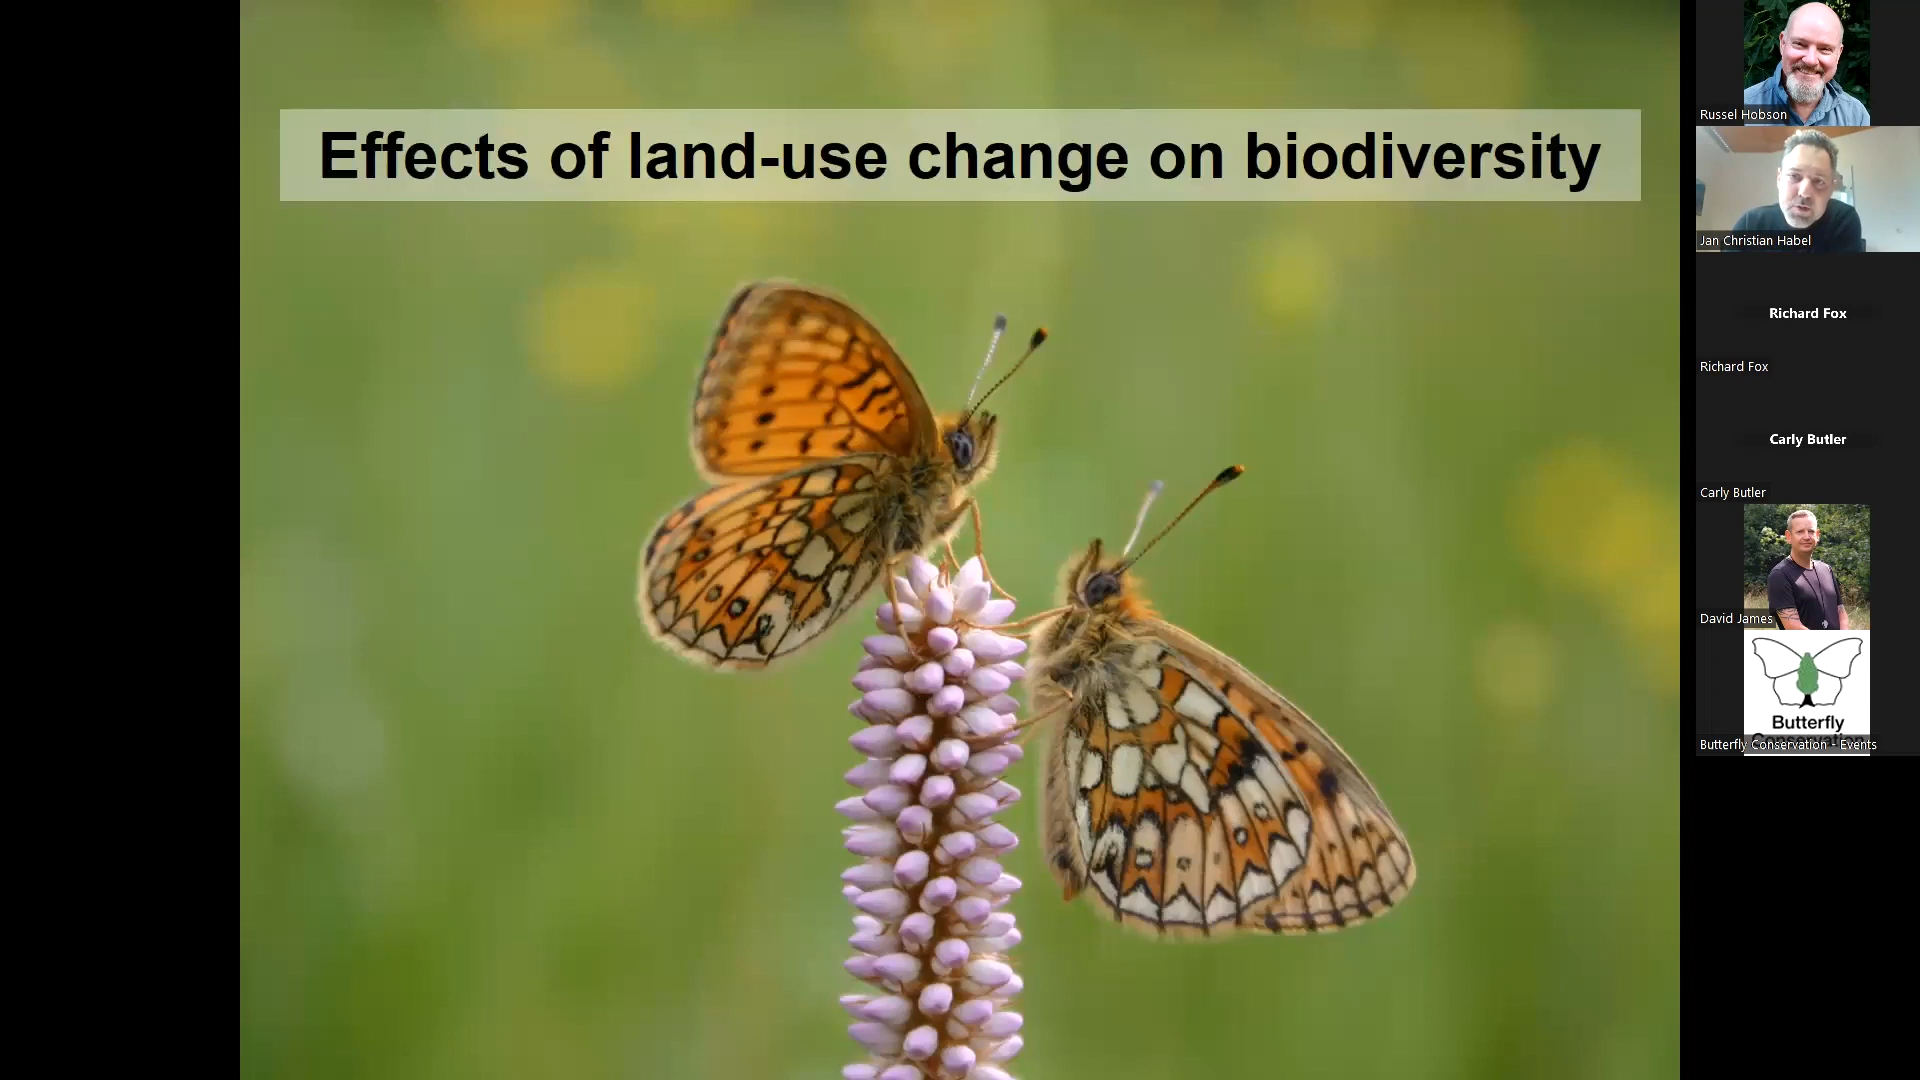 Effects of land-use change on biodiversity
Russel Hobson
Jan Christian Habel
Richard Fox
Richard Fox
Carly Butler
Carly Butler
David James
Butterfly
Conservation
Butterfly Conservation - Events